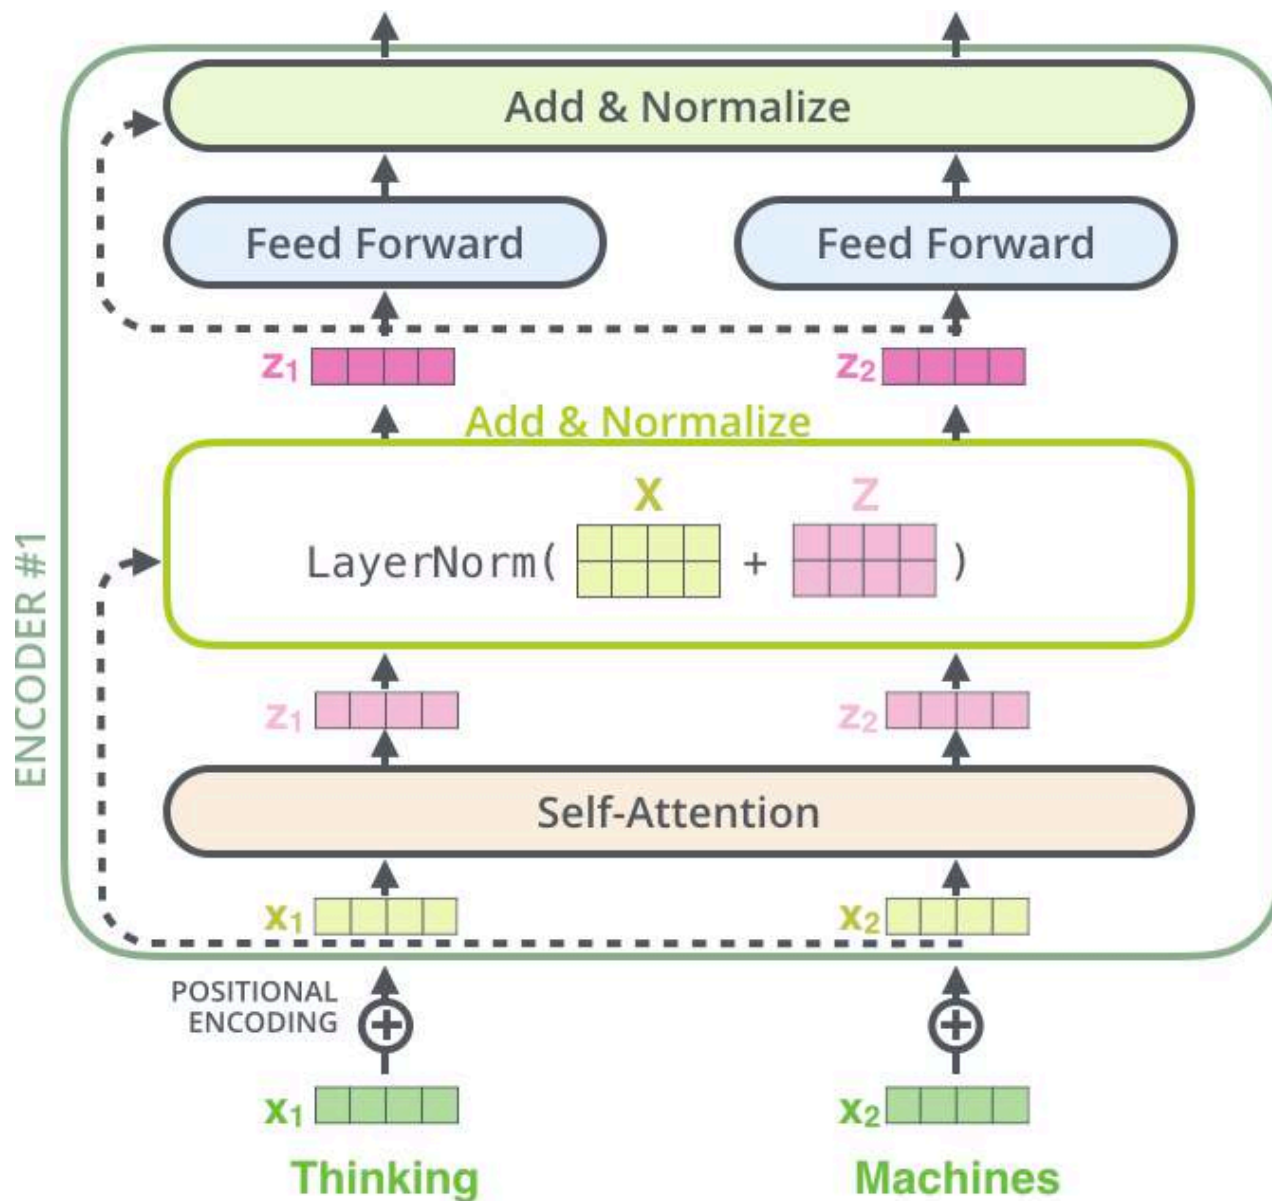 Add & Normalize
Feed Forward
Feed Forward
z1
z2
Add & Normalize
X
Z
LayerNorm( + )
z1
z2
Self-Attention
x1
x2
ENCODER #1
POSITIONAL
ENCODING
+
+
x1
x2
Thinking
Machines